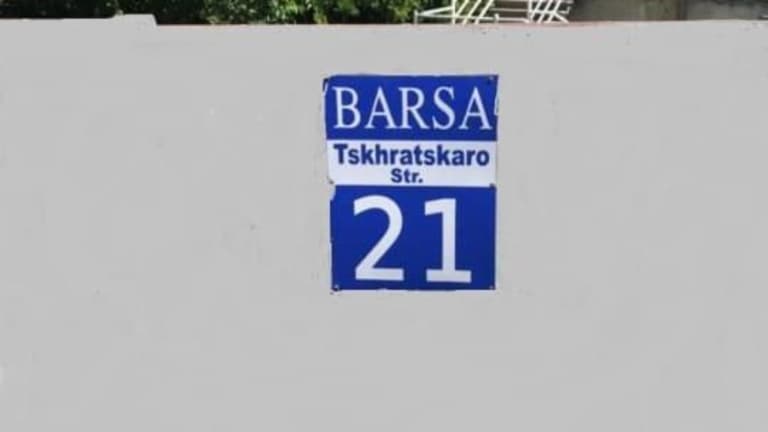 BARSA
Tskhratskaro
Str.
21